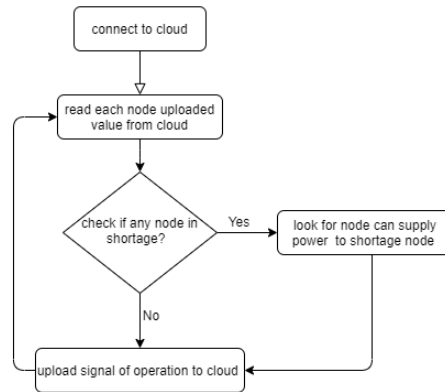 connect to cloud
read each node uploaded
value from cloud
check if any node in
shortage?
Yes
look for node can supply
power to shortage node
No
upload signal of operation to cloud